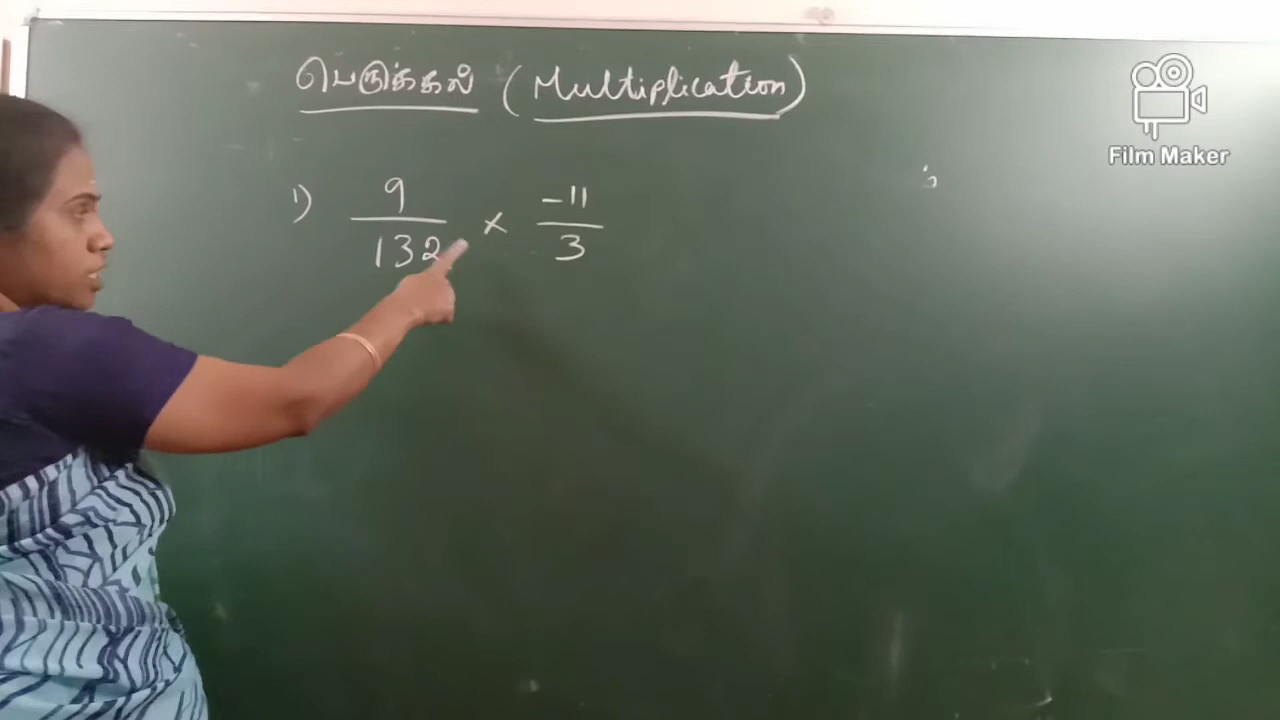 பெருக்கல் (Multiplication)
1) 9/132 × -11/3
Film Maker